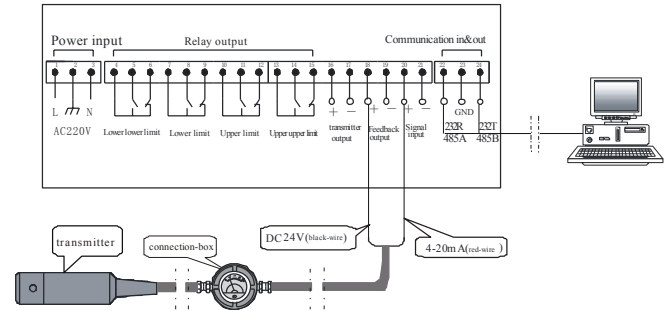 Power input Relay output Communication in&out
1 2 3 4 5 6 7 8 9 10 11 12 13 14 15 16 17 18 19 20 21 22 23 24
+ − + − + − GND
L N
AC220V Lower lower limit Lower limit Upper limit Upper upper limit
transmitter output
Feedback output
Signal input
232R 232T
485A 485B
DC24V(black-wire)
4-20mA(red-wire)
transmitter
connection-box